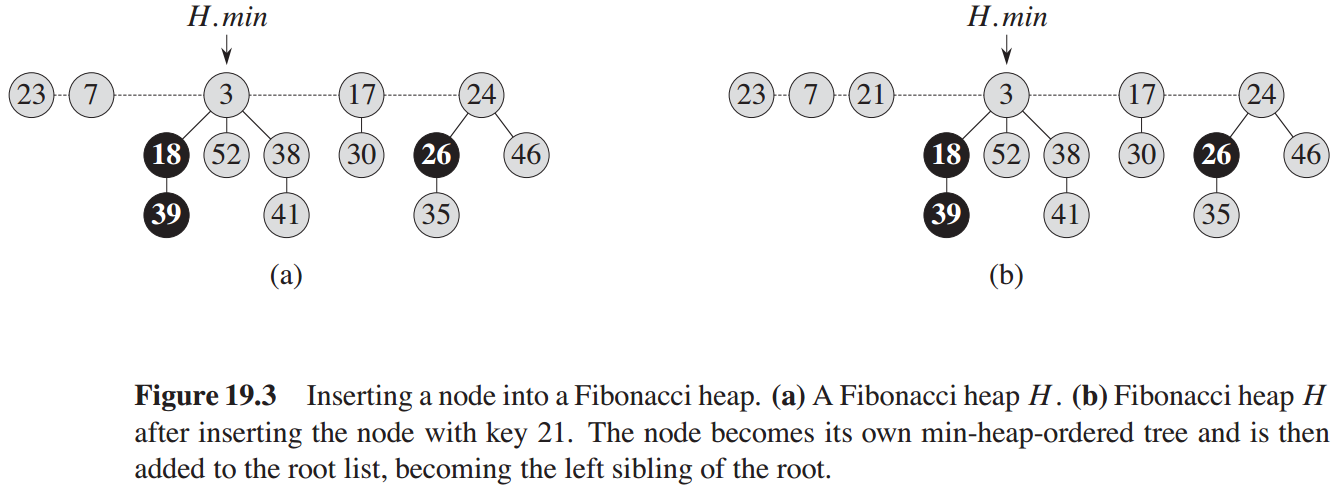 H.min H.min
23 7 3 17 24 23 7 21 3 17 24
18 52 38 30 26 46 18 52 38 30 26 46
39 41 35 39 41 35
(a) (b)
Figure 19.3 Inserting a node into a Fibonacci heap. (a) A Fibonacci heap H. (b) Fibonacci heap H
after inserting the node with key 21. The node becomes its own min-heap-ordered tree and is then
added to the root list, becoming the left sibling of the root.